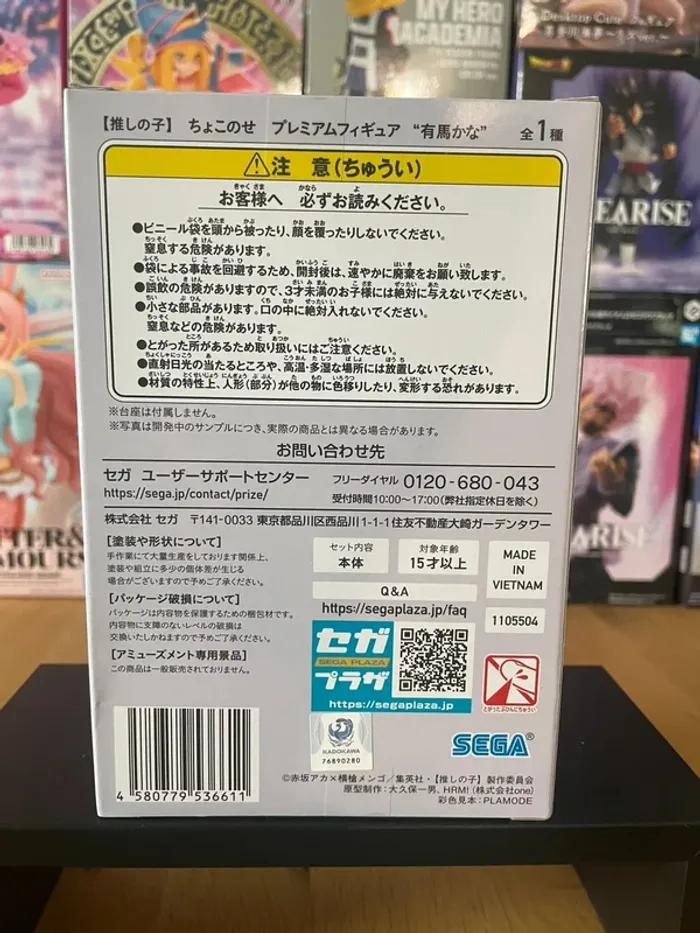 MY HERO
ACADEMIA
【推しの子】 ちょこのせ プレミアムフィギュア “有馬かな” 全1種
注 意(ちゅうい)
お客様へ 必ずお読みください。
●ビニール袋を頭から被ったり、顔を覆ったりしないでください。
窒息する危険があります。
●袋による事故を回避するため、開封後は、速やかに廃棄をお願い致します。
●誤飲の危険がありますので、3才未満のお子様には絶対に与えないでください。
●小さな部品があります。口の中に絶対入れないでください。
窒息などの危険があります。
●とがった所があるため取り扱いにはご注意ください。
●直射日光の当たるところや、高温・多湿な場所には放置しないでください。
●材質の特性上、人形(部分)が他の物に色移りしたり、変形する恐れがあります。
※台座は付属しません。
※写真は開発中のサンプルにつき、実際の商品とは異なる場合があります。
お問い合わせ先
セガ ユーザーサポートセンター フリーダイヤル 0120-680-043
https://sega.jp/contact/prize/ 受付時間10:00〜17:00(弊社指定休日を除く)
株式会社 セガ 〒141-0033 東京都品川区西品川1-1-1住友不動産大崎ガーデンタワー
【塗装や形状について】
手作業にて大量生産をしております関係上、
塗装や組立に多少の個体差が生じる
場合がございますので予めご了承ください。
【パッケージ破損について】
パッケージは内容物を保護するための梱包材です。
内容物に支障のないレベルの破損は
交換いたしかねますので予めご了承ください。
【アミューズメント専用景品】
この商品は一般販売されておりません。
セット内容
本体
対象年齢
15才以上
MADE
IN
VIETNAM
Q&A
https://segaplaza.jp/faq
1105504
セガ
SEGA PLAZA
プラザ
https://segaplaza.jp
とがったぶひんにちゅうい
KADOKAWA
76890280
SEGA
4 580779 536611
©赤坂アカ×横槍メンゴ/集英社・【推しの子】製作委員会
原型制作:大久保一男、HRM!(株式会社one)
彩色見本:PLAMODE
EARISE
ARISE